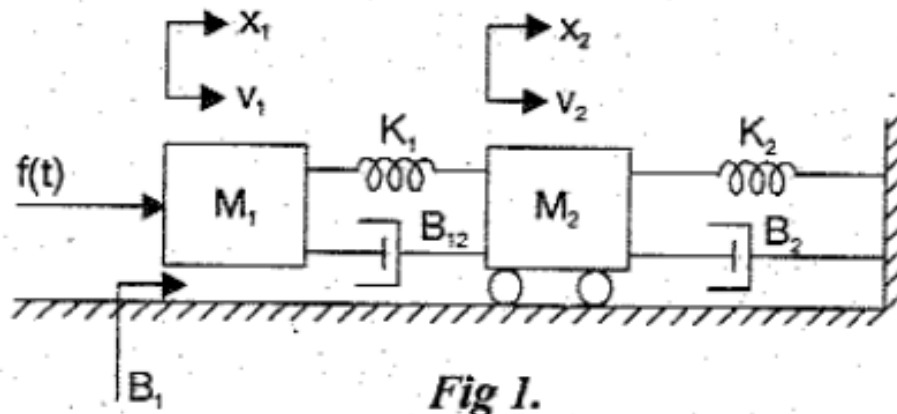 x₁ x₂
v₁ v₂
K₁ K₂
f(t) M₁ M₂
B₁₂ B₂
B₁
Fig 1.